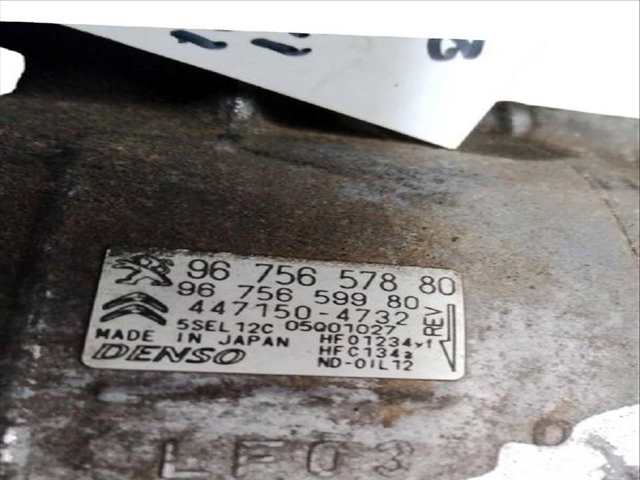 96 756 578 80
96 756 599 80
447150-4732
5SEL12C 05Q01027
MADE IN JAPAN HF01234yf
DENSO HFC134a
ND-OIL12
REV
LF03